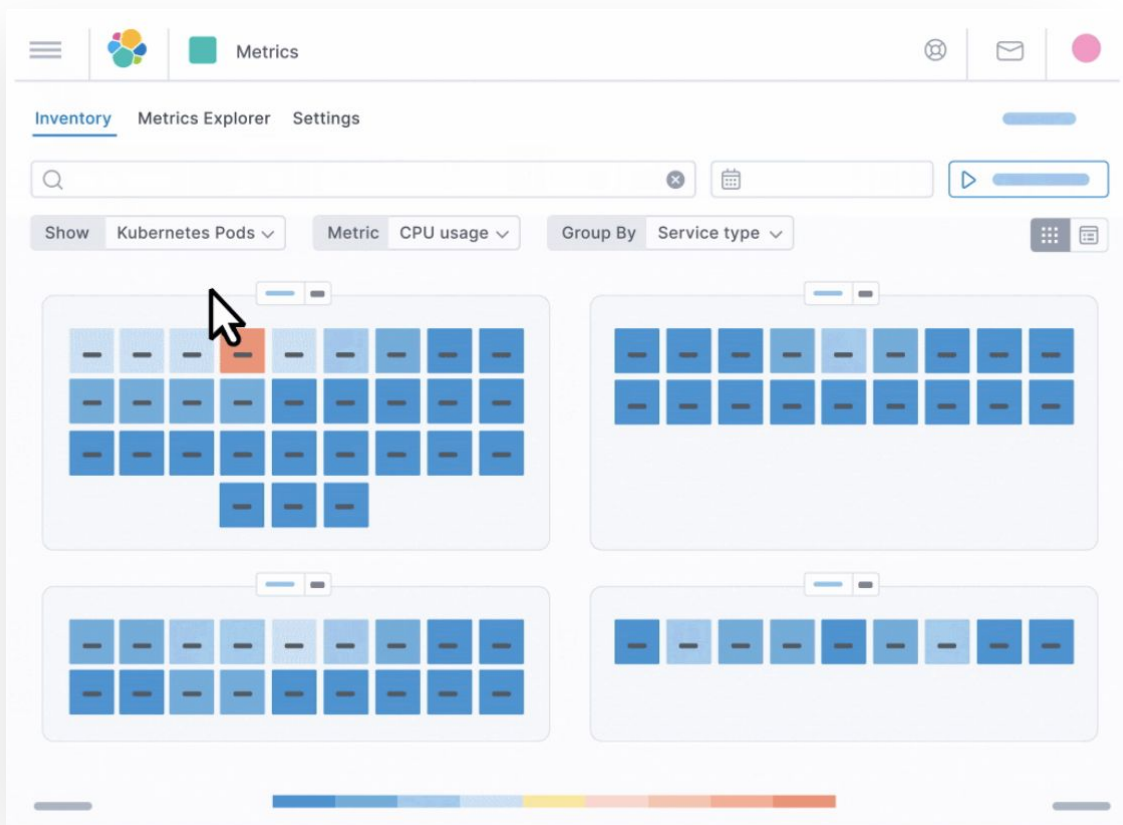 Metrics
Inventory Metrics Explorer Settings
Show Kubernetes Pods Metric CPU usage Group By Service type